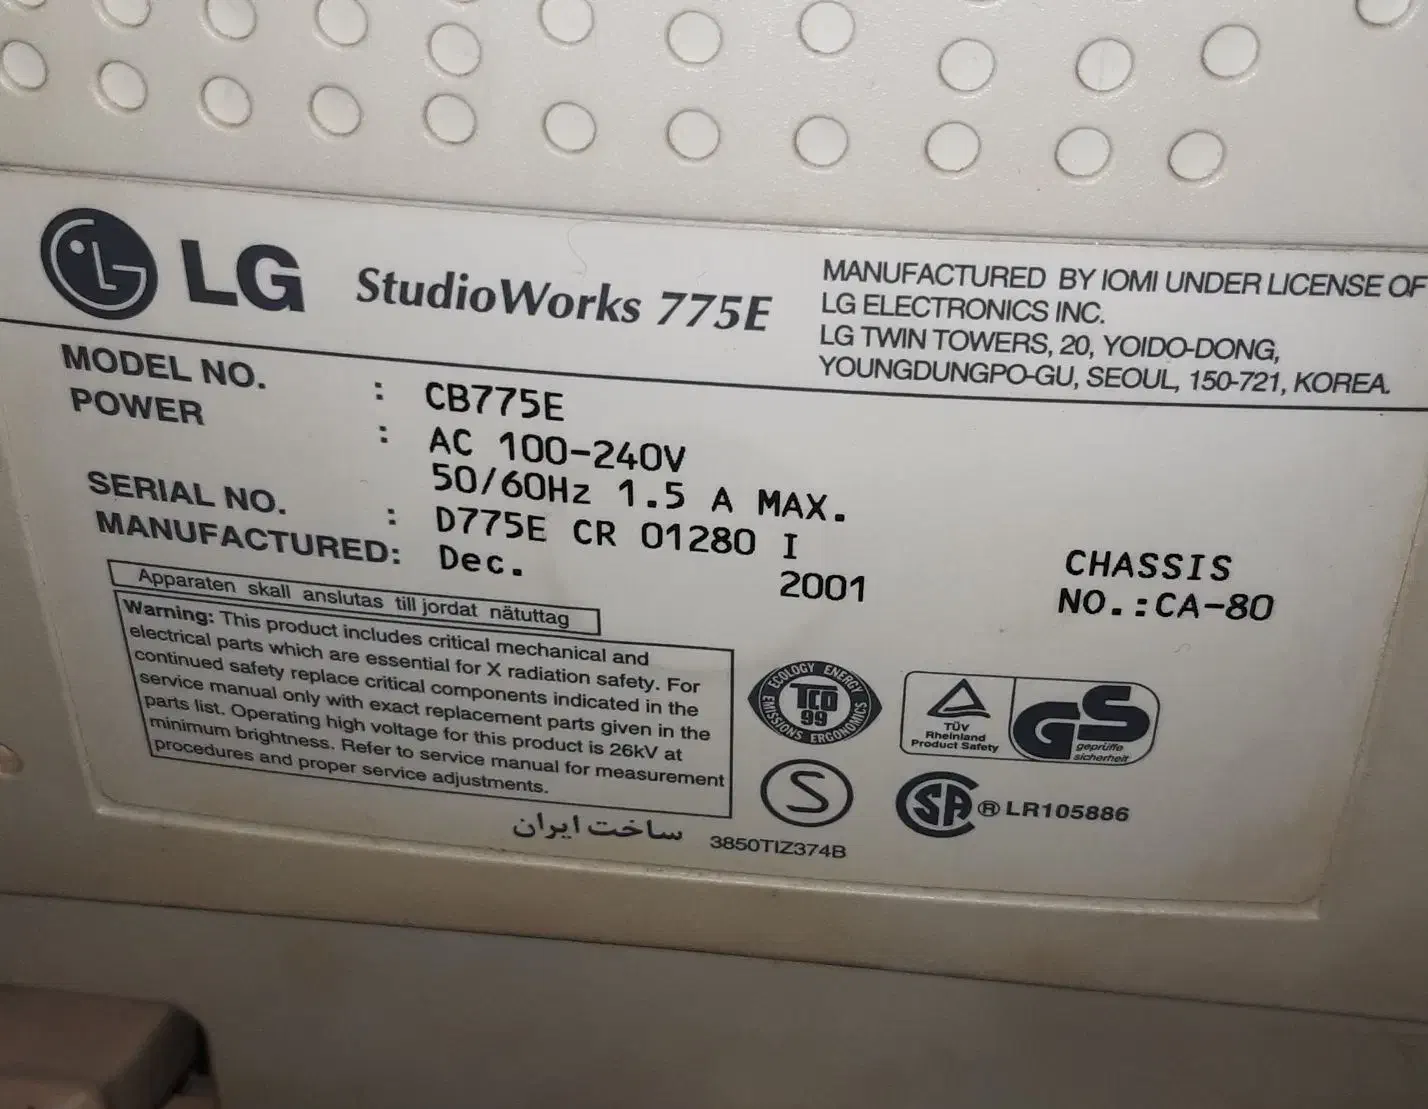 LG StudioWorks 775E
MANUFACTURED BY IOMI UNDER LICENSE OF
LG ELECTRONICS INC.
LG TWIN TOWERS, 20, YOIDO-DONG,
YOUNGDUNGPO-GU, SEOUL, 150-721, KOREA.
MODEL NO. : CB775E
POWER : AC 100-240V
50/60Hz 1.5 A MAX.
SERIAL NO. : D775E CR 01280 I
MANUFACTURED: Dec. 2001
CHASSIS
NO.:CA-80
Apparaten skall anslutas till jordat nätuttag
Warning: This product includes critical mechanical and
electrical parts which are essential for X radiation safety. For
continued safety replace critical components indicated in the
service manual only with exact replacement parts given in the
parts list. Operating high voltage for this product is 26kV at
minimum brightness. Refer to service manual for measurement
procedures and proper service adjustments.
ECOLOGY ENERGY
TCO
99
EMISSIONS ERGONOMICS
TÜV
Rheinland
Product Safety
GS
geprüfte
sicherheit
S
SA ® LR105886
ساخت ایران
3850TIZ374B